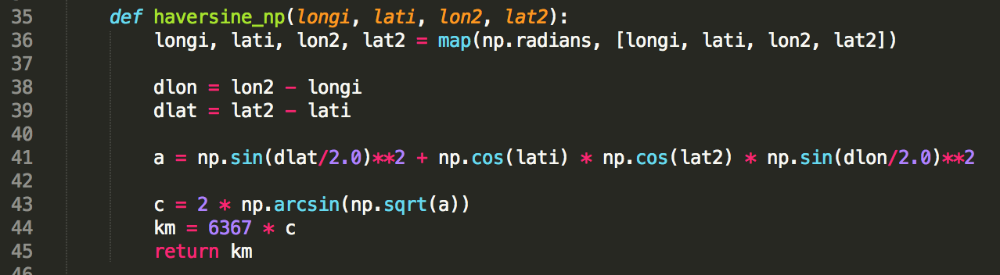 35 def haversine_np(longi, lati, lon2, lat2):
36 longi, lati, lon2, lat2 = map(np.radians, [longi, lati, lon2, lat2])
37
38 dlon = lon2 - longi
39 dlat = lat2 - lati
40
41 a = np.sin(dlat/2.0)**2 + np.cos(lati) * np.cos(lat2) * np.sin(dlon/2.0)**2
42
43 c = 2 * np.arcsin(np.sqrt(a))
44 km = 6367 * c
45 return km
46